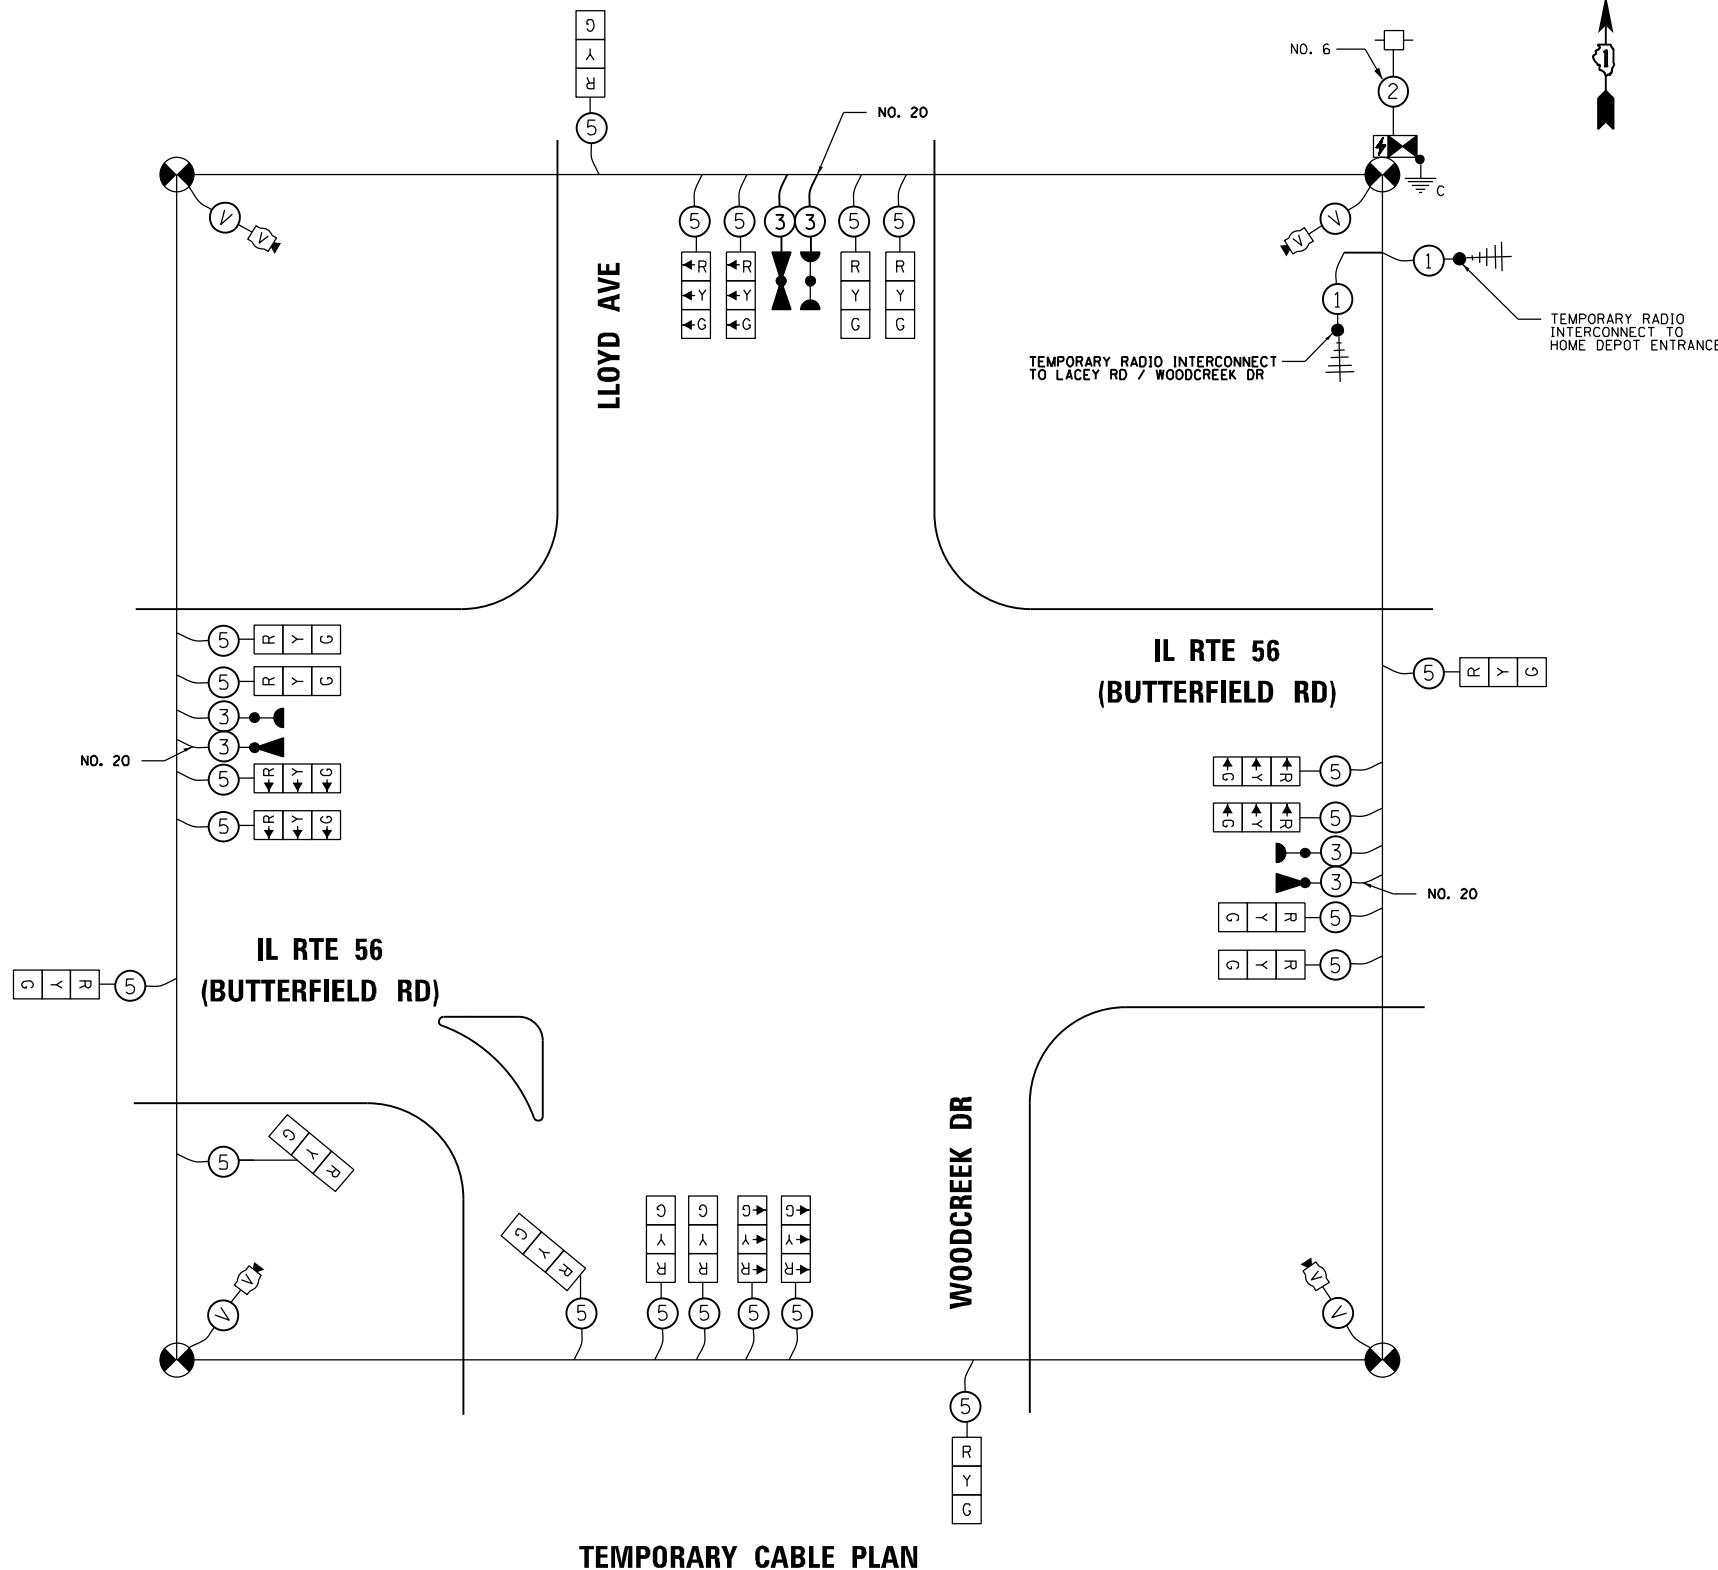 G
Y
R
5
NO. 20
NO. 6
2
1
C
V
V
5 5 3 3 5 5
R R R R
Y Y Y Y
G G G G
1
1
LLOYD AVE
TEMPORARY RADIO
INTERCONNECT TO
HOME DEPOT ENTRANCE
TEMPORARY RADIO INTERCONNECT
TO LACEY RD / WOODCREEK DR
5 R Y G
5 R Y G
3
3
NO. 20
5 R Y G
5 R Y G
IL RTE 56
(BUTTERFIELD RD)
5 R Y G
G Y R 5
G Y R 5
3
3
NO. 20
G Y R 5
G Y R 5
IL RTE 56
(BUTTERFIELD RD)
G Y R 5
5 G Y R
G Y R
5
G G G G
Y Y Y Y
R R R R
5 5 5 5
WOODCREEK DR
V
V
V
V
V
V
5
R
Y
G
TEMPORARY CABLE PLAN